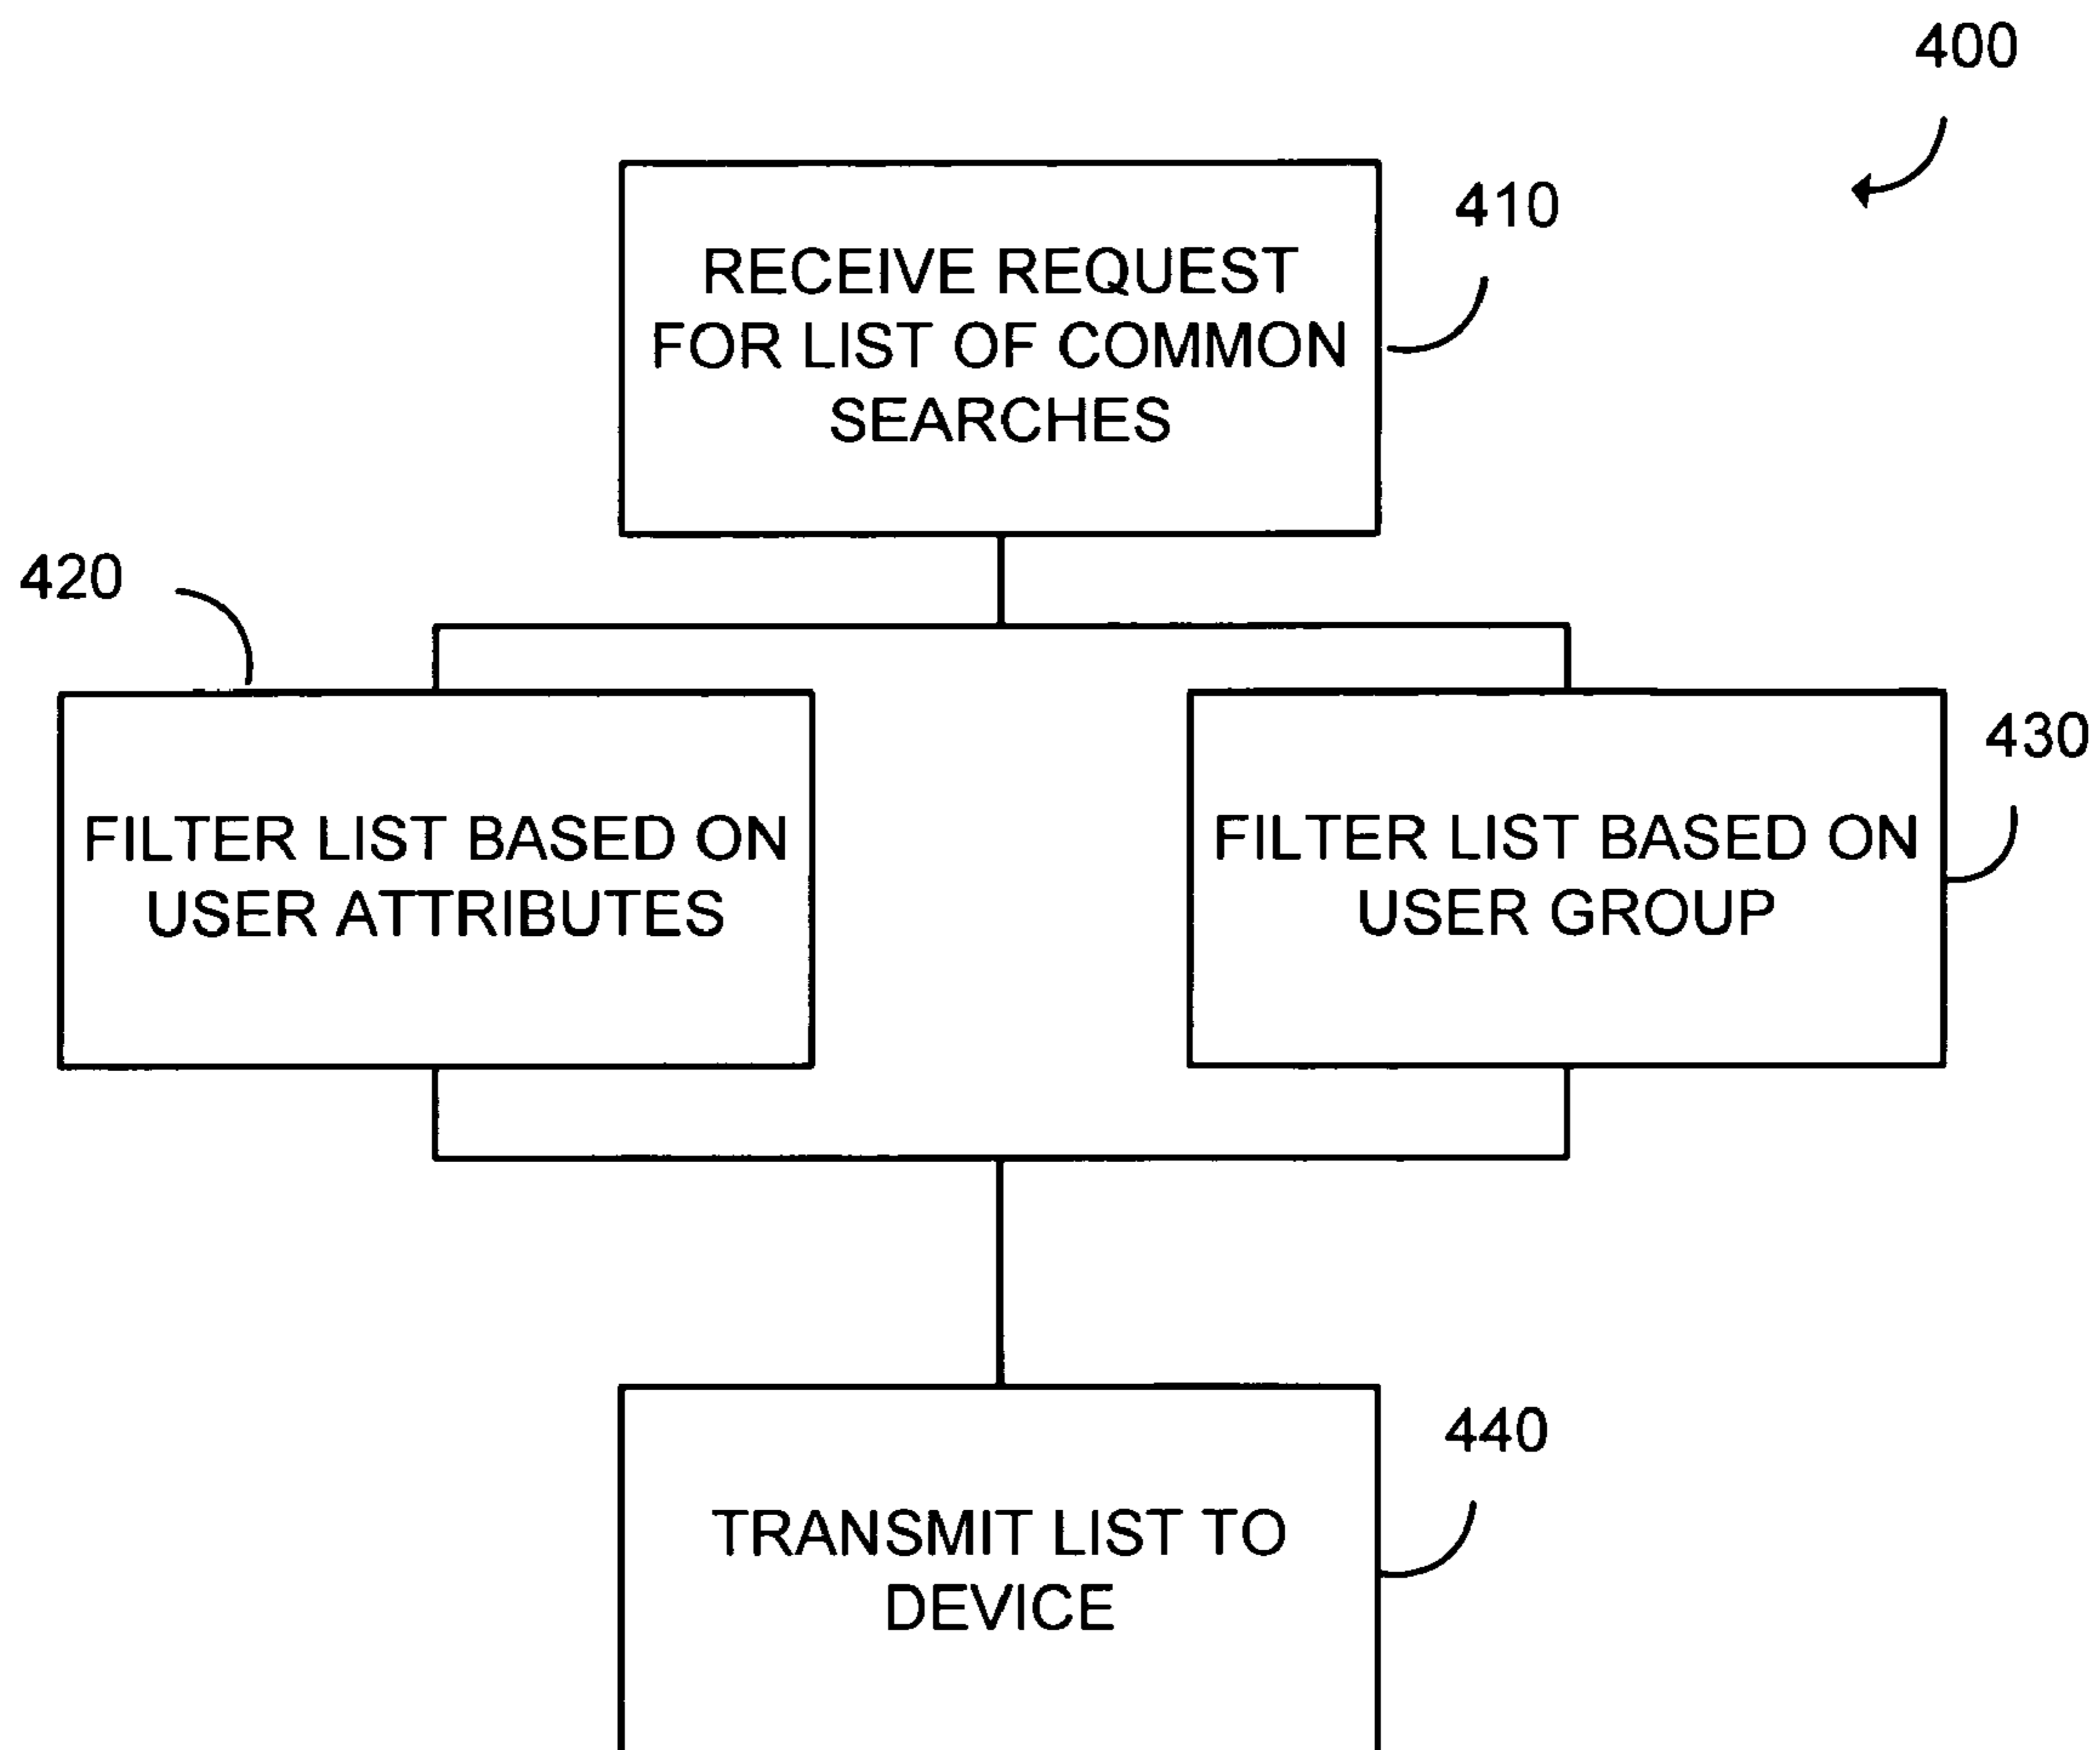 400
410
RECEIVE REQUEST
FOR LIST OF COMMON
SEARCHES
420
430
FILTER LIST BASED ON
USER ATTRIBUTES
FILTER LIST BASED ON
USER GROUP
440
TRANSMIT LIST TO
DEVICE